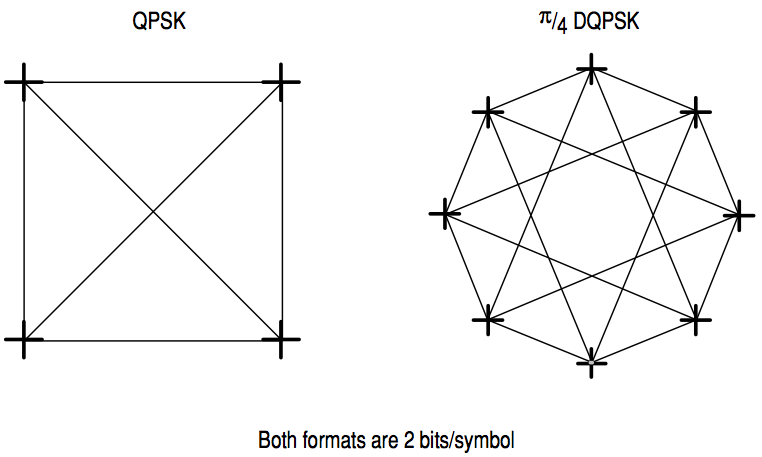 QPSK
π/4 DQPSK
Both formats are 2 bits/symbol